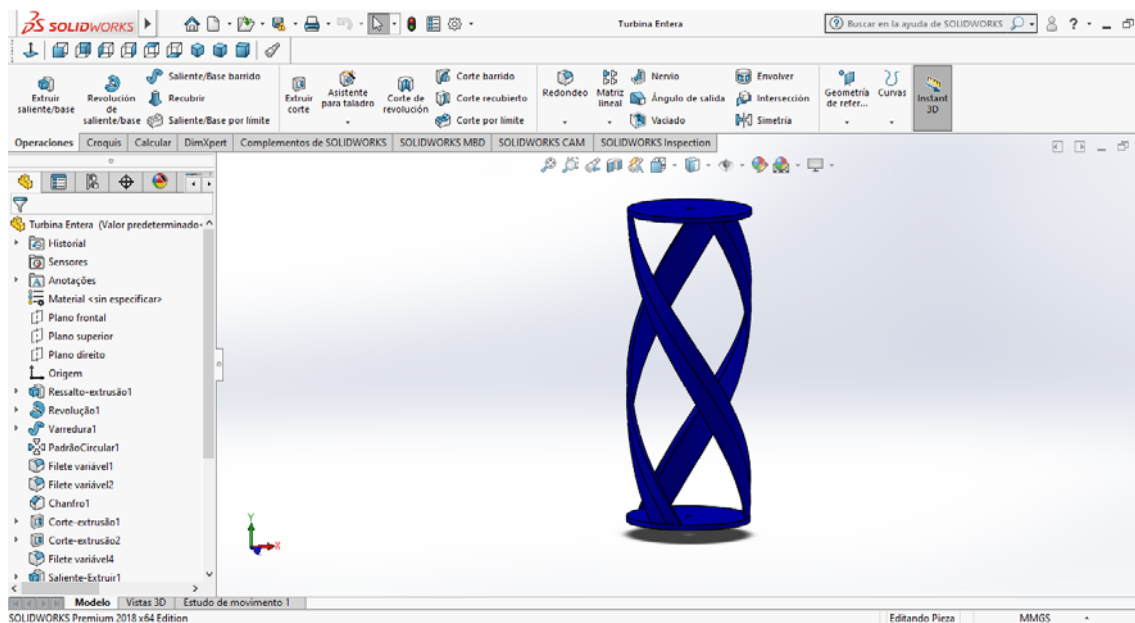 SOLIDWORKS
Turbina Entera
Buscar en la ayuda de SOLIDWORKS
Extruir saliente/base
Revolución de saliente/base
Saliente/Base barrido
Recubrir
Saliente/Base por límite
Extruir corte
Asistente para taladro
Corte de revolución
Corte barrido
Corte recubierto
Corte por límite
Redondeo
Matriz lineal
Nervio
Ángulo de salida
Vaciado
Envolver
Intersección
Simetría
Geometría de refer...
Curvas
Instant 3D
Operaciones
Croquis
Calcular
DimXpert
Complementos de SOLIDWORKS
SOLIDWORKS MBD
SOLIDWORKS CAM
SOLIDWORKS Inspection
Turbina Entera (Valor predeterminado<
Historial
Sensores
Anotações
Material <sin especificar>
Plano frontal
Plano superior
Plano direito
Origem
Ressalto-extrusão1
Revolução1
Varredura1
PadrãoCircular1
Filete variável1
Filete variável2
Chanfro1
Corte-extrusão1
Corte-extrusão2
Filete variável4
Saliente-Extruir1
Y
X
Modelo
Vistas 3D
Estudo de movimento 1
SOLIDWORKS Premium 2018 x64 Edition
Editando Pieza
MMGS